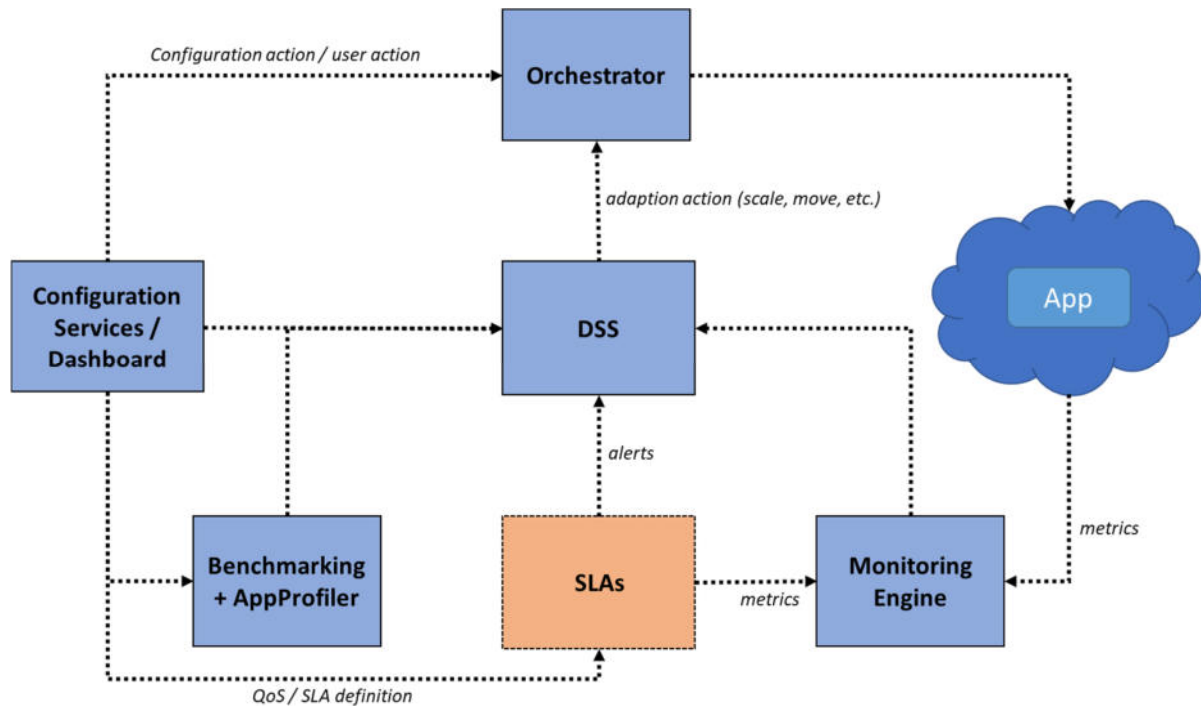 Configuration action / user action
Orchestrator
adaption action (scale, move, etc.)
Configuration
Services /
Dashboard
DSS
App
alerts
metrics
Benchmarking
+ AppProfiler
SLAs
metrics
Monitoring
Engine
QoS / SLA definition